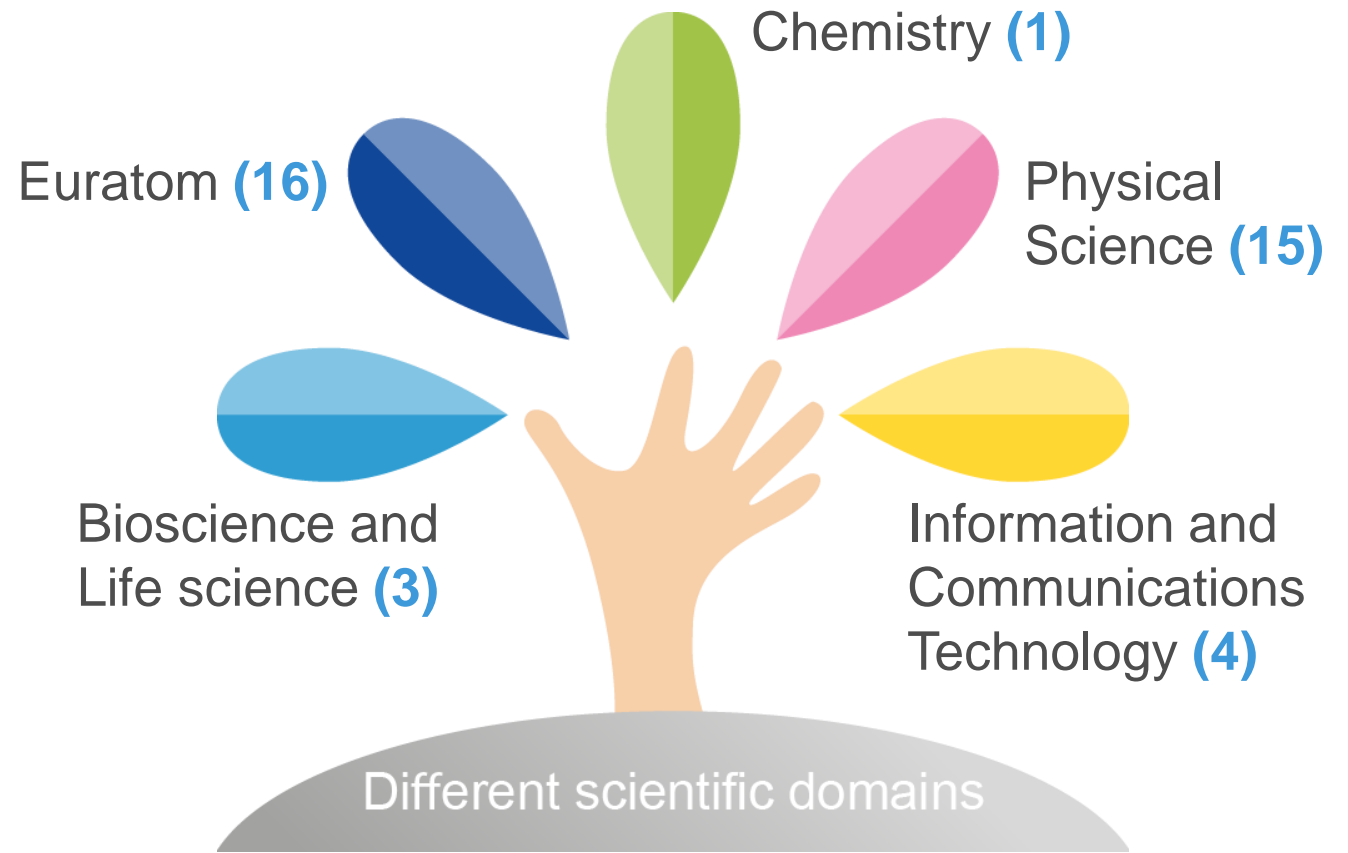 Chemistry (1)
Euratom (16)
Physical
Science (15)
Bioscience and
Life science (3)
Information and
Communications
Technology (4)
Different scientific domains